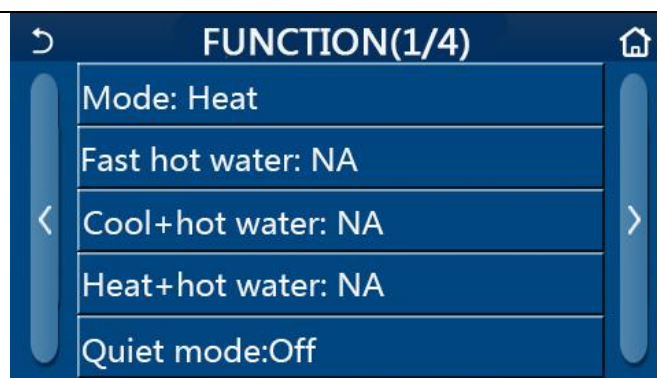 FUNCTION(1/4)
Mode: Heat
Fast hot water: NA
Cool+hot water: NA
Heat+hot water: NA
Quiet mode:Off